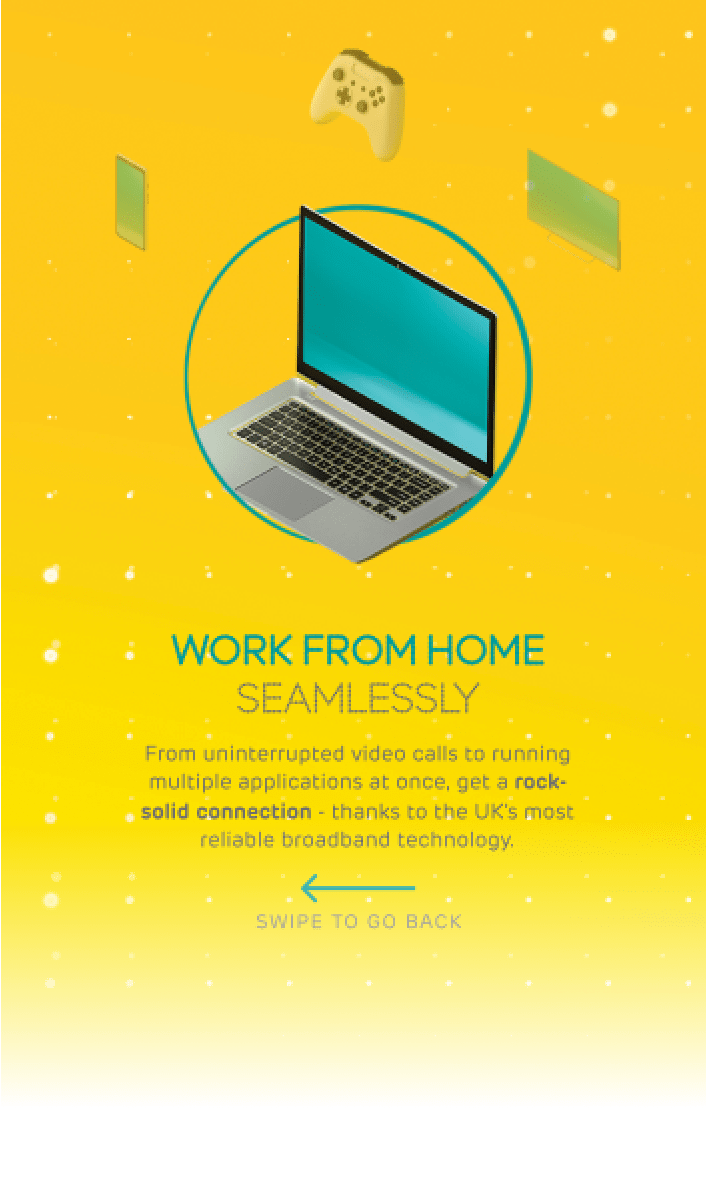 WORK FROM HOME
SEAMLESSLY
From uninterrupted video calls to running
multiple applications at once, get a rock-
solid connection - thanks to the UK's most
reliable broadband technology.
SWIPE TO GO BACK